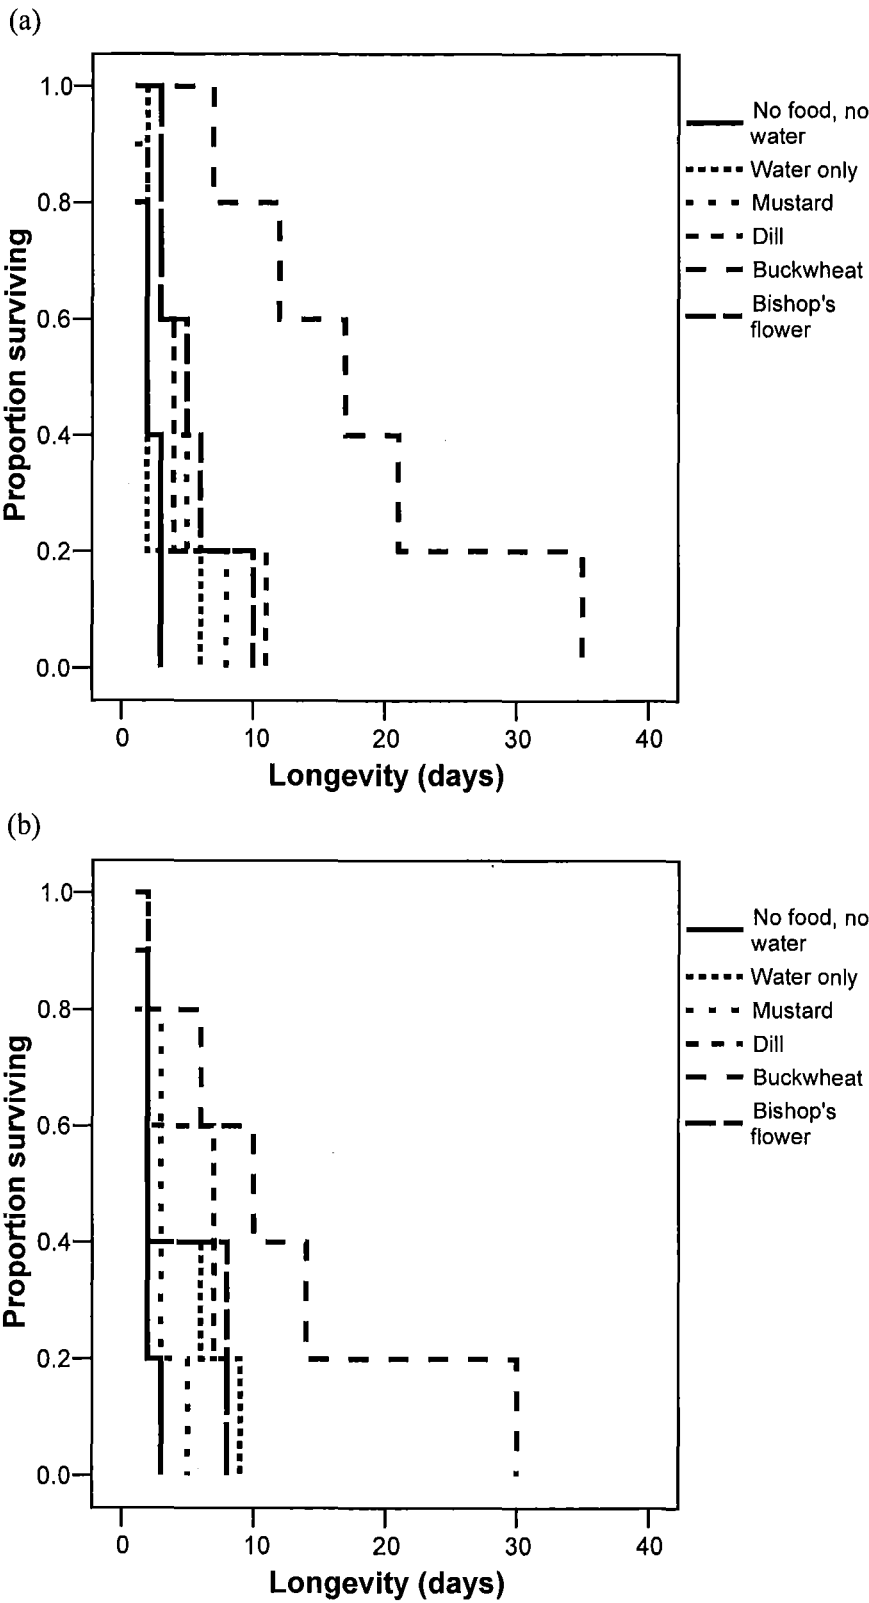 (a)
Proportion surviving
1.0
0.8
0.6
0.4
0.2
0.0
0 10 20 30 40
Longevity (days)
No food, no
water
Water only
Mustard
Dill
Buckwheat
Bishop's
flower
(b)
Proportion surviving
1.0
0.8
0.6
0.4
0.2
0.0
0 10 20 30 40
Longevity (days)
No food, no
water
Water only
Mustard
Dill
Buckwheat
Bishop's
flower